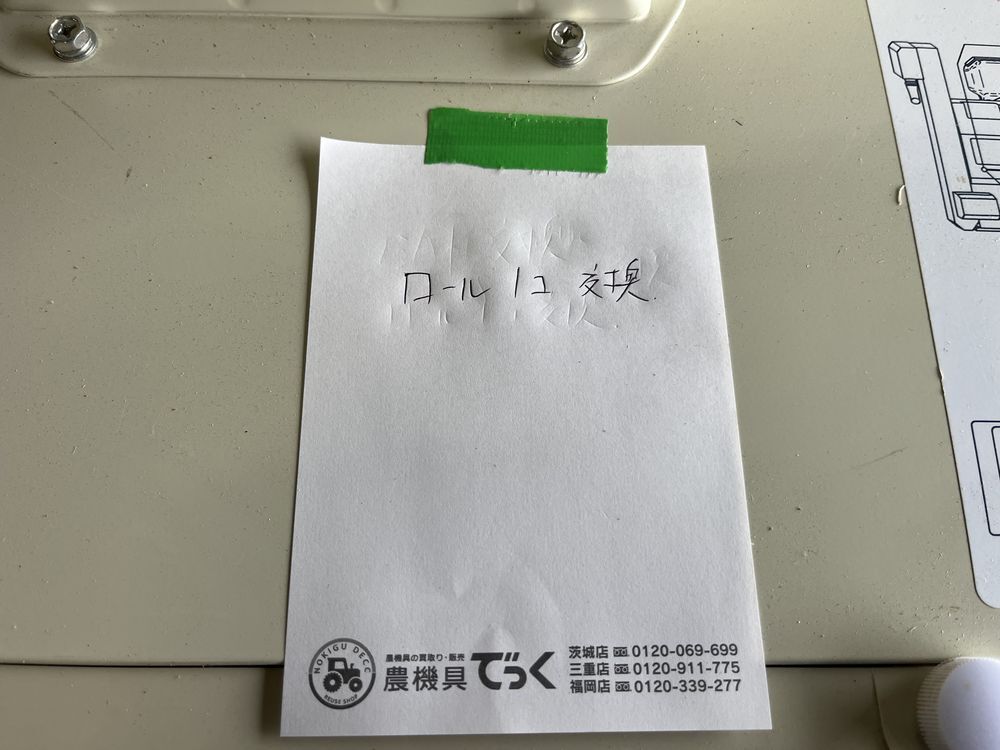 ロール 1コ 交換
NOKIGU DECC
REUSE SHOP
農機具の買取り・販売
農機具 でっく
茨城店 0120-069-699
三重店 0120-911-775
福岡店 0120-339-277